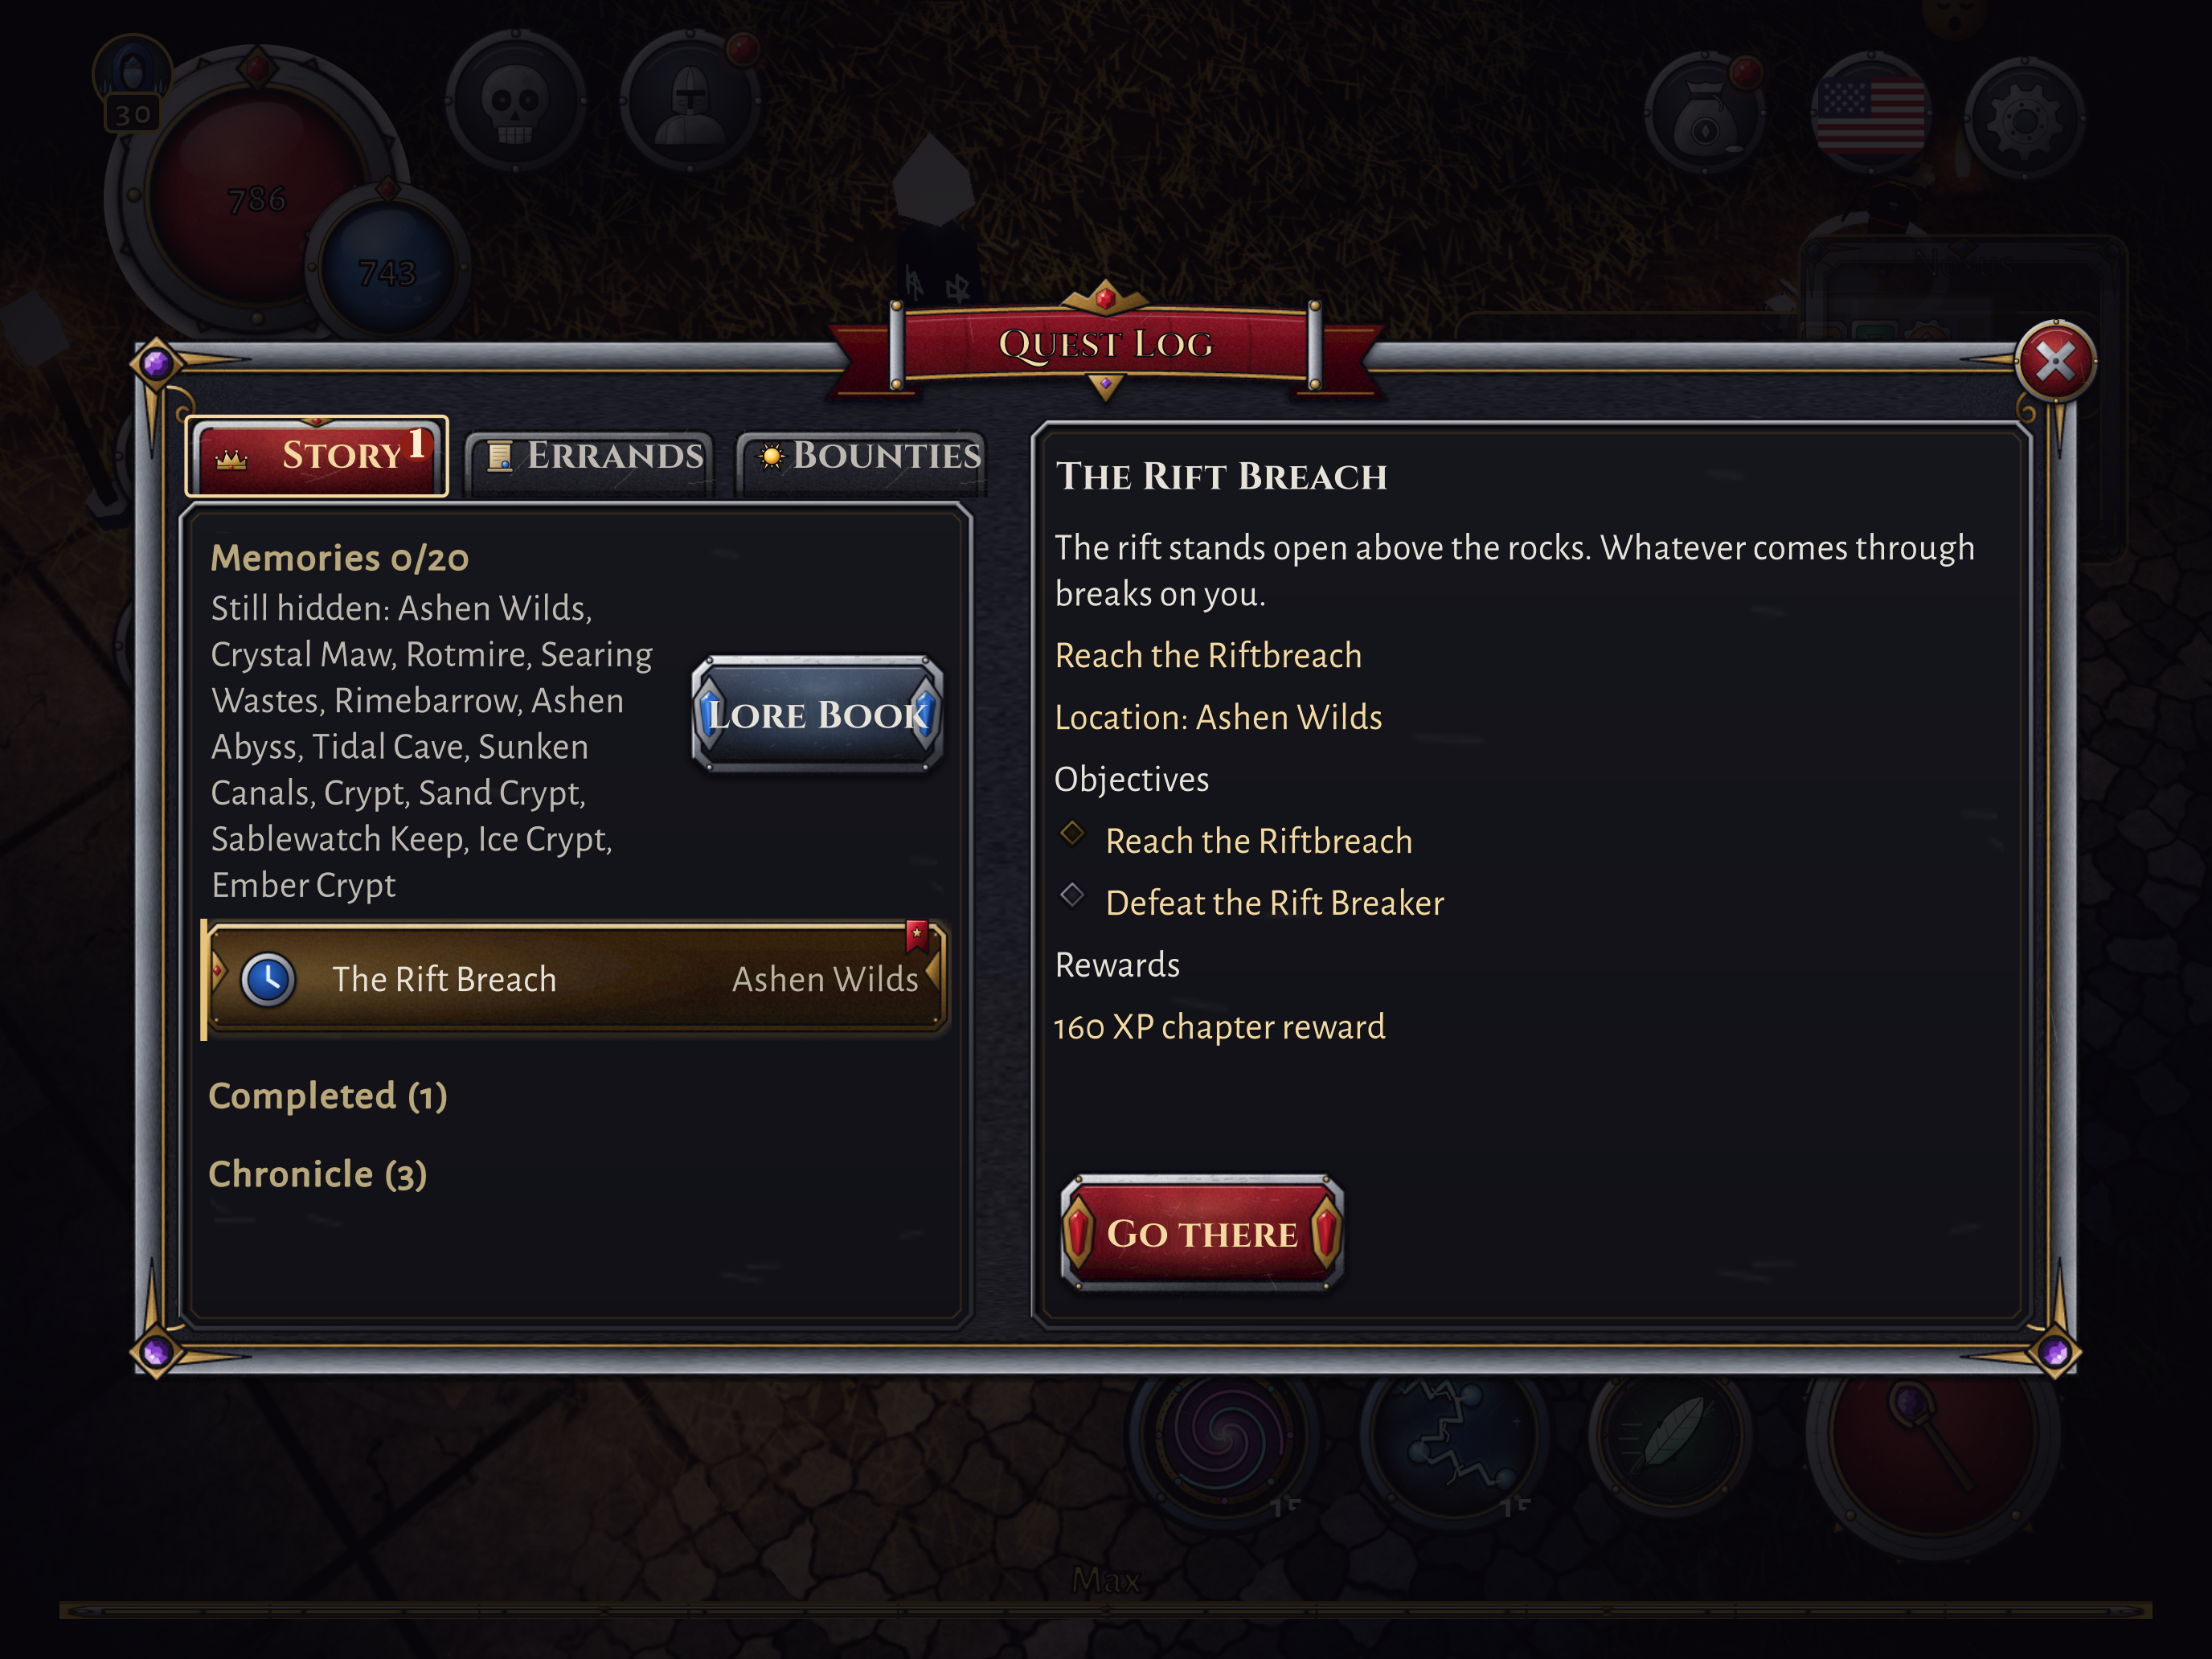 30
786
743
Quest Log
Story 1
Errands
Bounties
Memories 0/20
Still hidden: Ashen Wilds,
Crystal Maw, Rotmire, Searing
Wastes, Rimebarrow, Ashen
Abyss, Tidal Cave, Sunken
Canals, Crypt, Sand Crypt,
Sablewatch Keep, Ice Crypt,
Ember Crypt
Lore Book
The Rift Breach
Ashen Wilds
Completed (1)
Chronicle (3)
The Rift Breach
The rift stands open above the rocks. Whatever comes through
breaks on you.
Reach the Riftbreach
Location: Ashen Wilds
Objectives
Reach the Riftbreach
Defeat the Rift Breaker
Rewards
160 XP chapter reward
Go there
Max